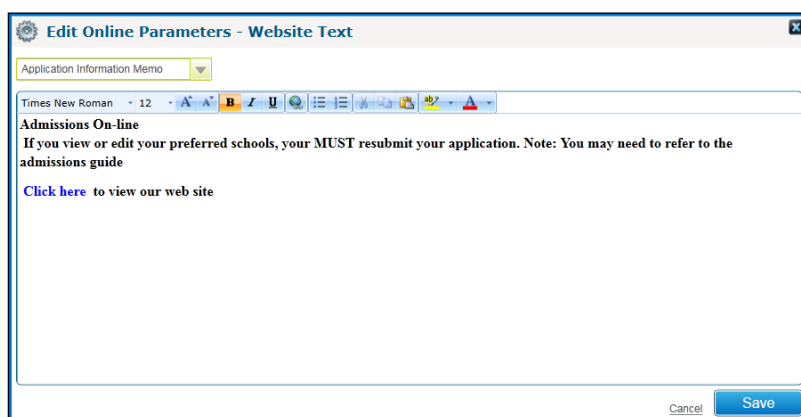 Edit Online Parameters - Website Text
Application Information Memo
Times New Roman 12 A A B I U ab A
Admissions On-line
If you view or edit your preferred schools, your MUST resubmit your application. Note: You may need to refer to the
admissions guide
Click here to view our web site
Cancel Save